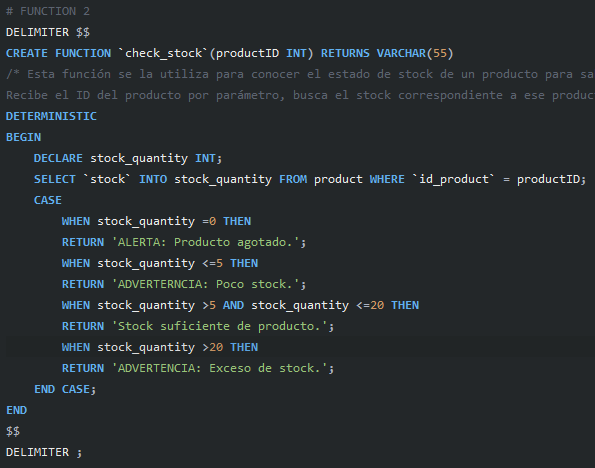 # FUNCTION 2
DELIMITER $$
CREATE FUNCTION `check_stock`(productID INT) RETURNS VARCHAR(55)
/* Esta función se la utiliza para conocer el estado de stock de un producto para sa
Recibe el ID del producto por parámetro, busca el stock correspondiente a ese produc
DETERMINISTIC
BEGIN
    DECLARE stock_quantity INT;
    SELECT `stock` INTO stock_quantity FROM product WHERE `id_product` = productID;
    CASE
        WHEN stock_quantity =0 THEN
        RETURN 'ALERTA: Producto agotado.';
        WHEN stock_quantity <=5 THEN
        RETURN 'ADVERTERNCIA: Poco stock.';
        WHEN stock_quantity >5 AND stock_quantity <=20 THEN
        RETURN 'Stock suficiente de producto.';
        WHEN stock_quantity >20 THEN
        RETURN 'ADVERTENCIA: Exceso de stock.';
    END CASE;
END
$$
DELIMITER ;